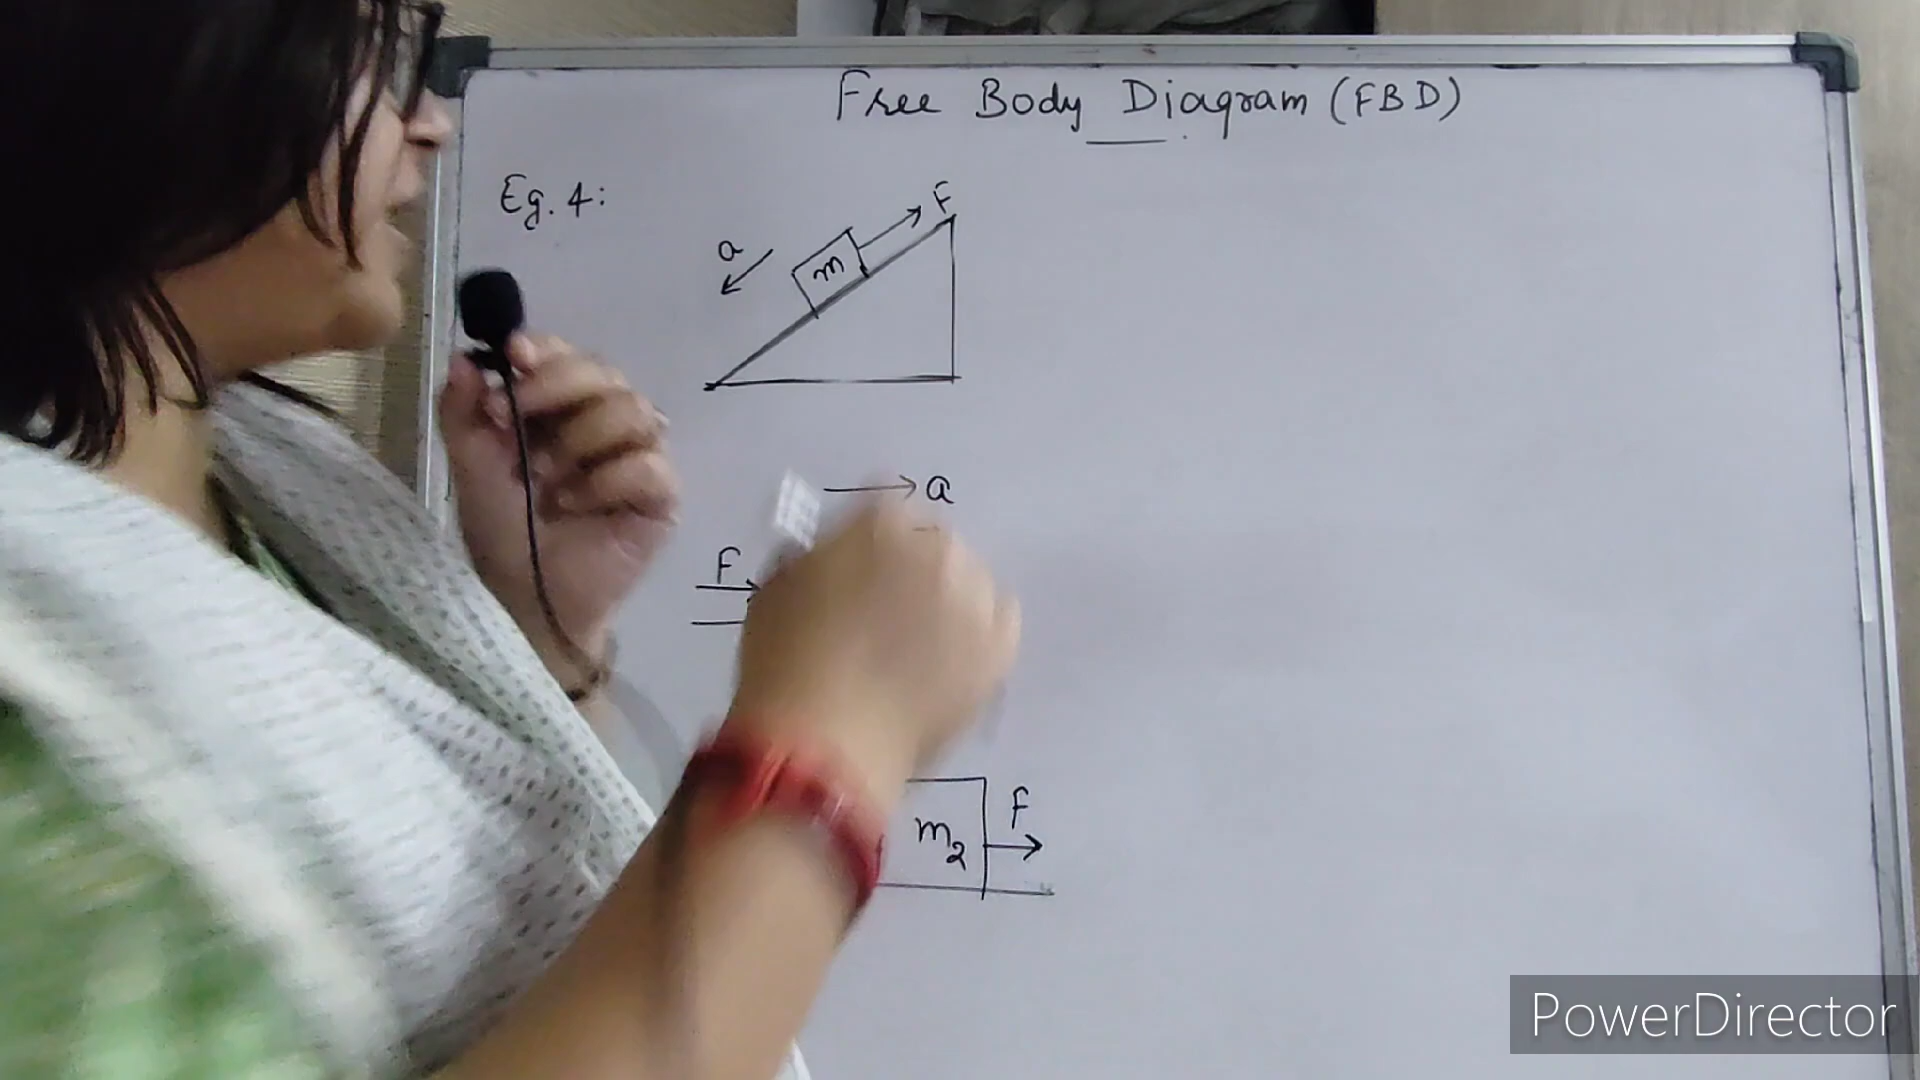 Free Body Diagram (FBD)
Eg. 4:
F
a
m
a
F
F
m2
PowerDirector